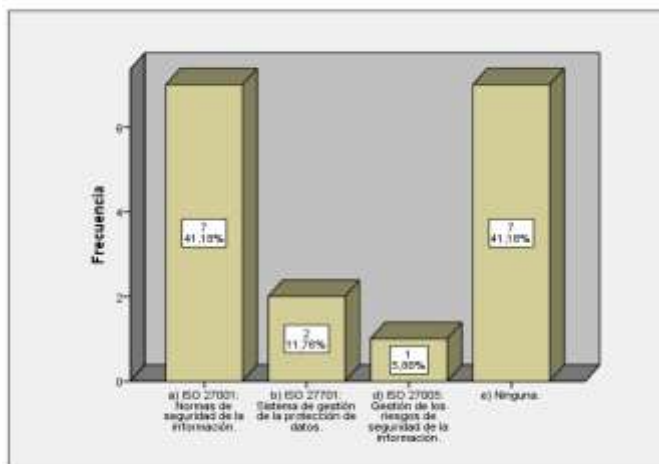 Frecuencia
6
4
2
0
7
41,18%
2
11,76%
1
5,88%
7
41,18%
a) ISO 27001:
Normas de
seguridad de la
información.
b) ISO 27701:
Sistema de gestión
de la protección de
datos.
d) ISO 27005:
Gestión de los
riesgos de
seguridad de la
información.
e) Ninguna.